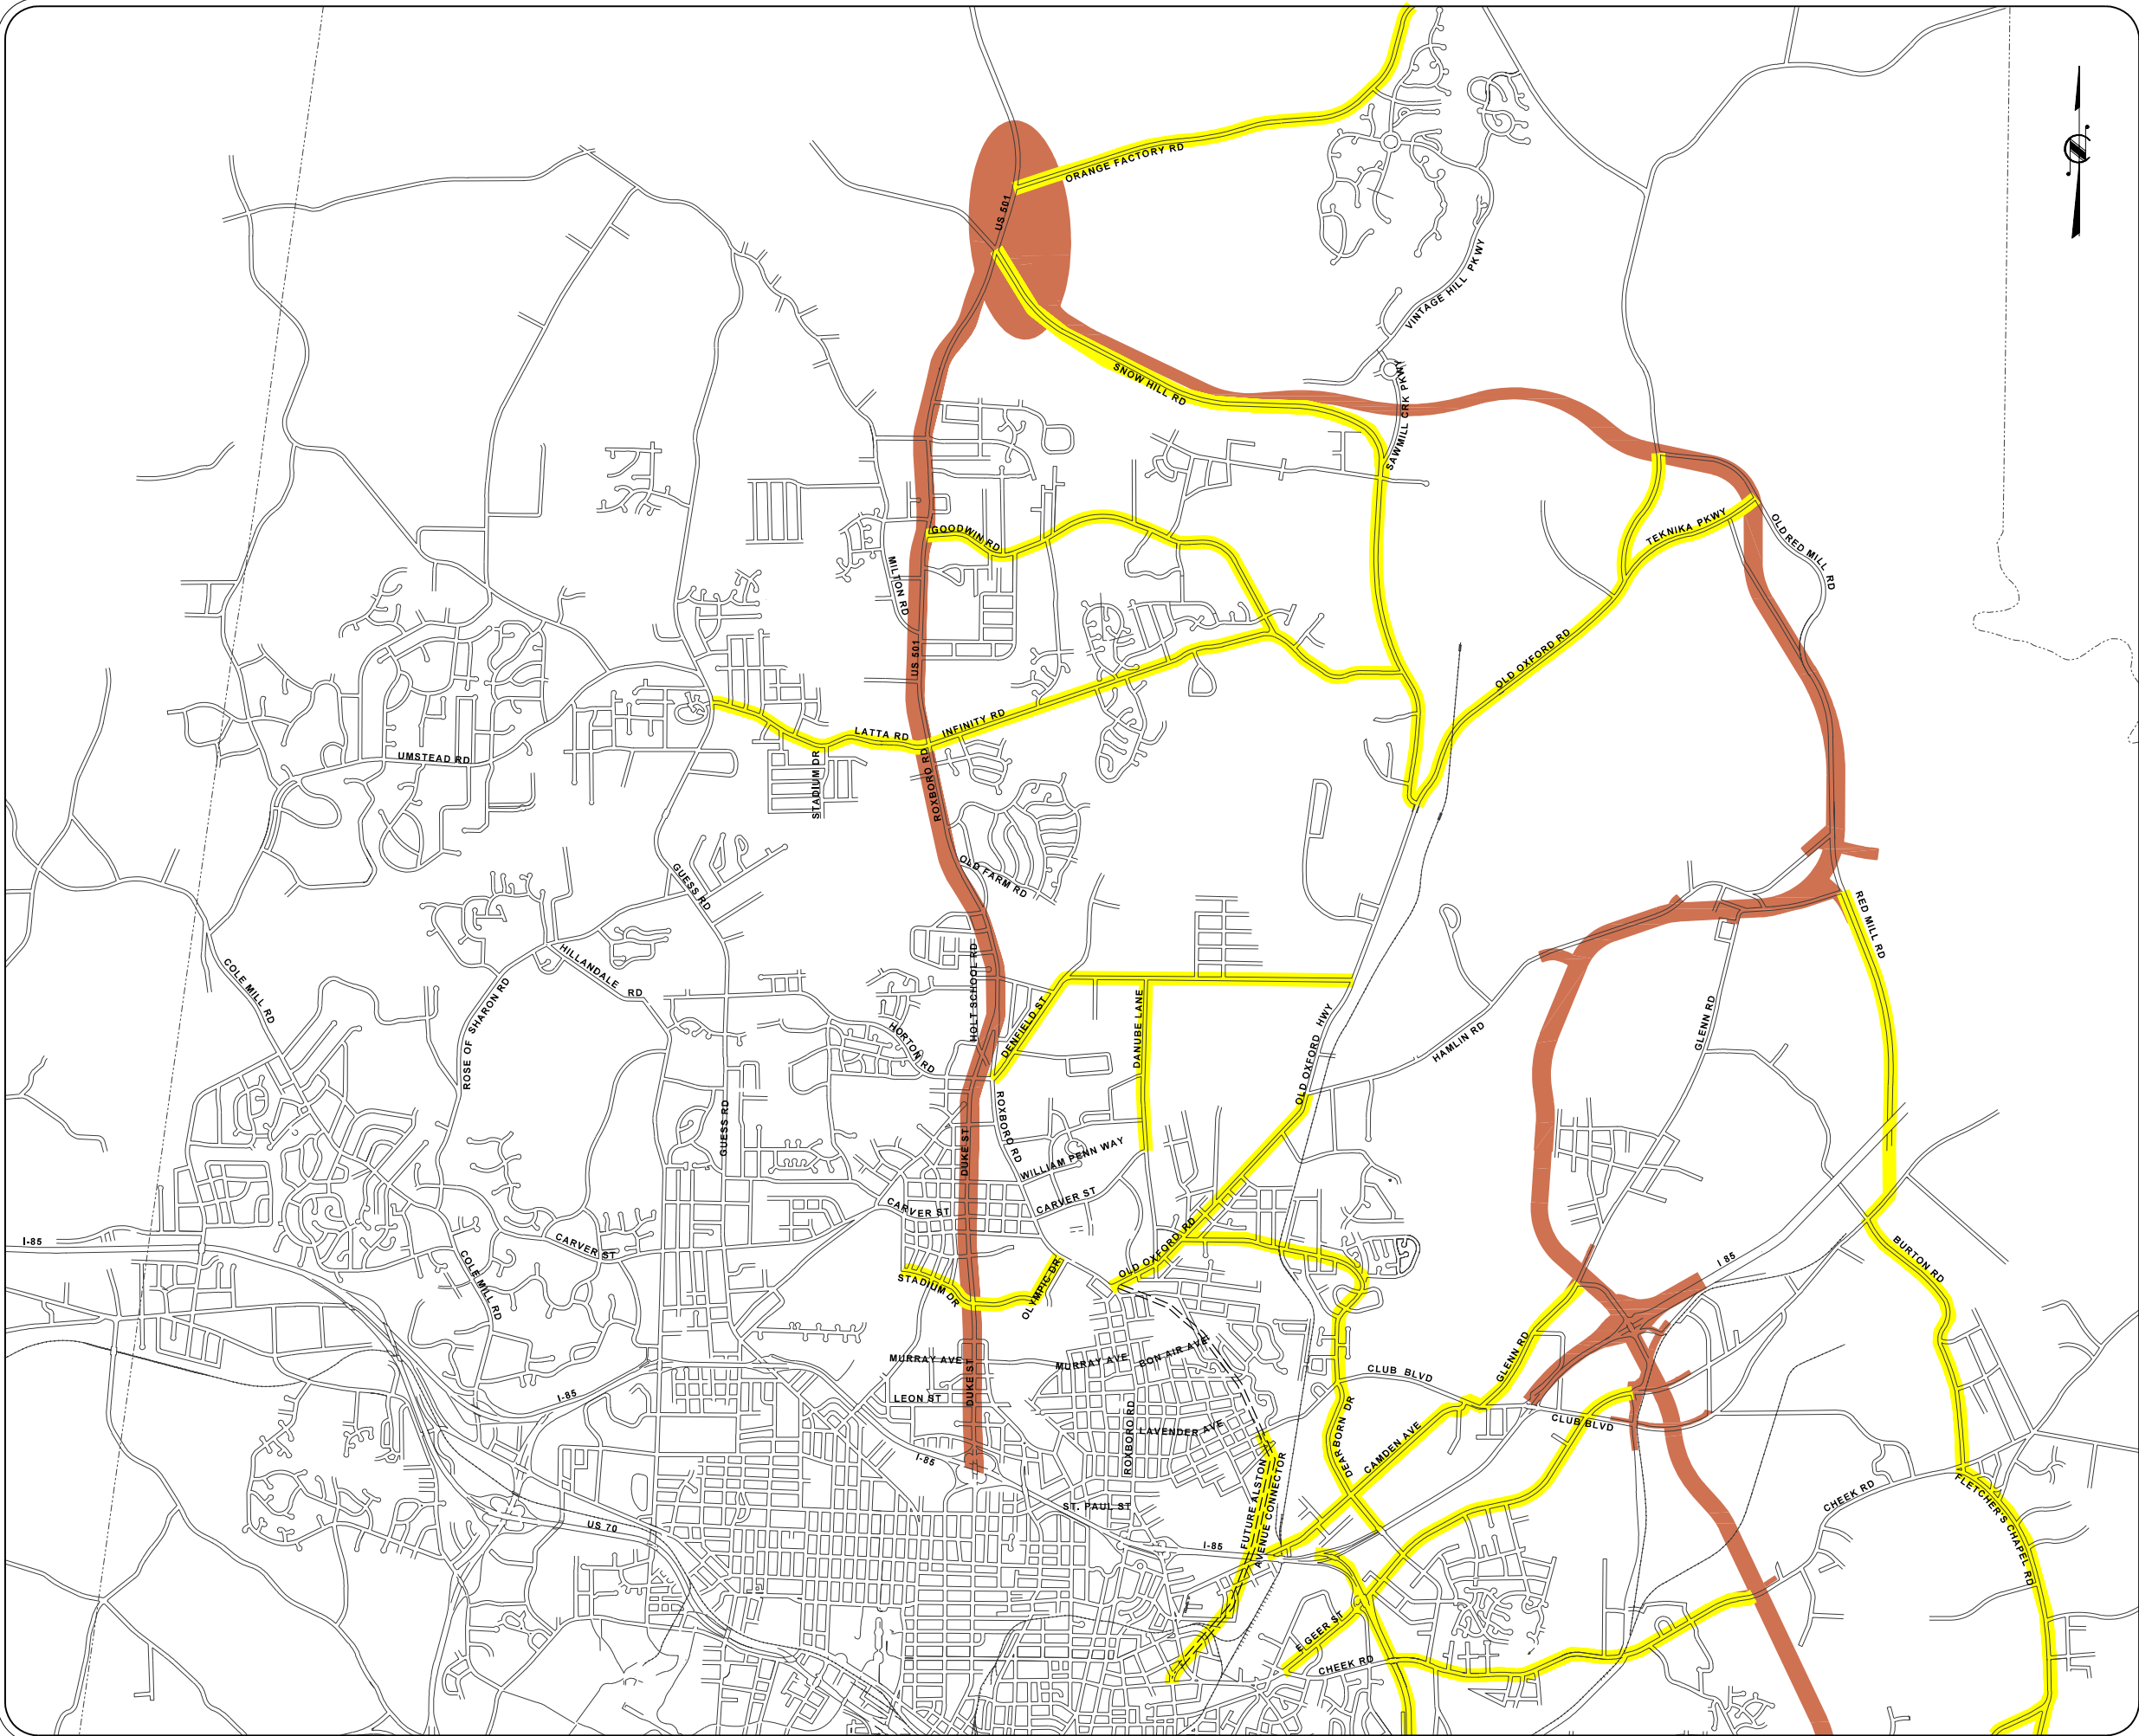 ORANGE FACTORY RD
US 501
VINTAGE HILL PKWY
SNOW HILL RD
SAWMILL CRK PKWY
GOODWIN RD
TEKNIKA PKWY
OLD RED MILL RD
MILTON RD
US 501
OLD OXFORD RD
INFINITY RD
LATTA RD
UMSTEAD RD
STADIUM DR
ROXBORO RD
OLD FARM RD
GUESS RD
RED MILL RD
HILLANDALE RD
COLE MILL RD
ROSE OF SHARON RD
HOLT SCHOOL RD
DENFIELD ST
DANUBE LANE
HORTON RD
OLD OXFORD HWY
HAMLIN RD
GLENN RD
GUESS RD
DUKE ST
ROXBORO RD
WILLIAM PENN WAY
CARVER ST
CARVER ST
OLD OXFORD RD
I-85
CARVER ST
COLE MILL RD
STADIUM DR
OLYMPIC DR
I 85
BURTON RD
MURRAY AVE
MURRAY AVE
BON AIR AVE
GLENN RD
CLUB BLVD
I-85
LEON ST
DUKE ST
ROXBORO RD
LAVENDER AVE
DEARBORN DR
CAMDEN AVE
CLUB BLVD
I-85
FUTURE ALSTON
AVENUE CONNECTOR
ST. PAUL ST
CHEEK RD
FLETCHER'S CHAPEL RD
US 70
I-85
E GEER ST
CHEEK RD